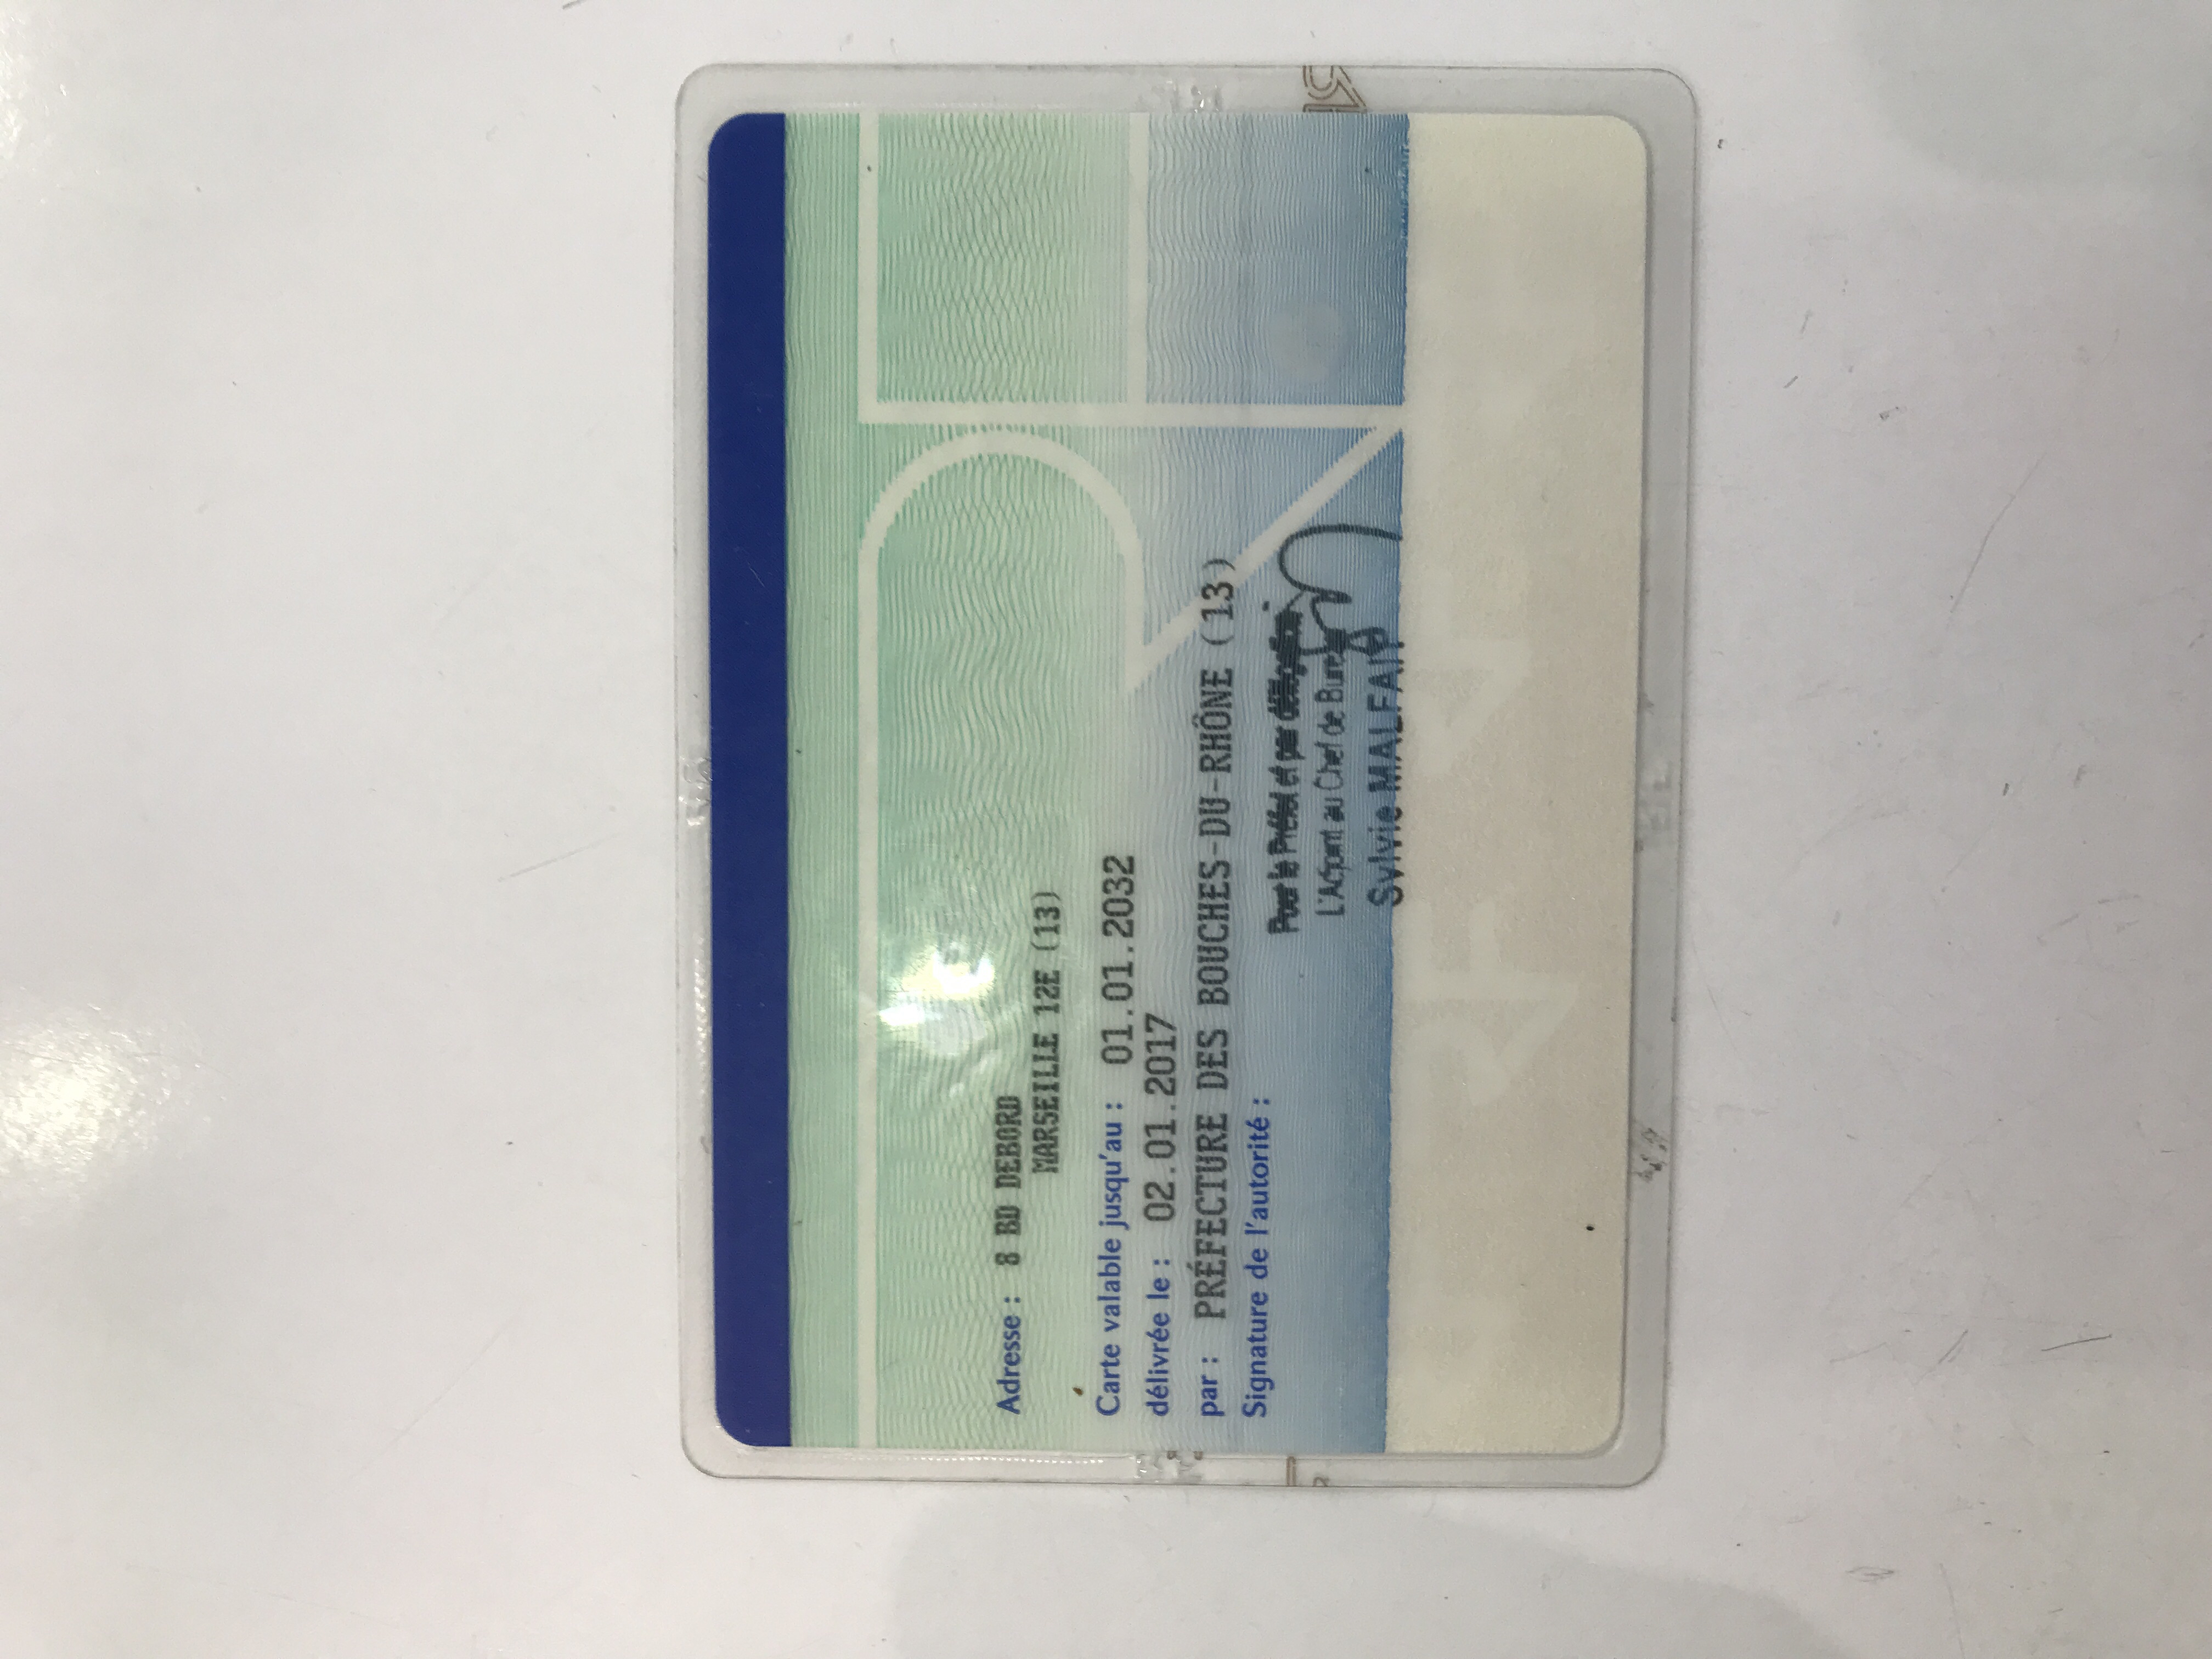 Adresse : 8 BD DEBORD
MARSEILLE 12E (13)
Carte valable jusqu'au : 01.01.2032
délivrée le : 02.01.2017
par : PRÉFECTURE DES BOUCHES-DU-RHÔNE (13)
Signature de l'autorité :
Pour le Préfet et par délégation
L'Adjoint au Chef de Bureau
Sylvie MALFAIT